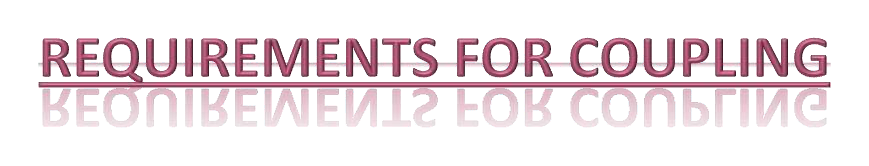 REQUIREMENTS FOR COUPLING